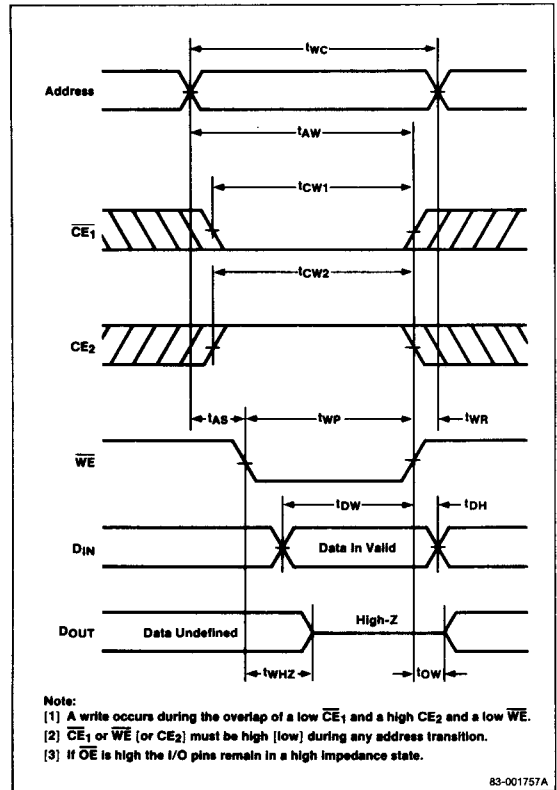 tWC
Address
tAW
tCW1
CE1
tCW2
CE2
tAS
tWP
tWR
WE
tDW
tDH
DIN
Data In Valid
High-Z
DOUT
Data Undefined
tWHZ
tOW
Note:
[1] A write occurs during the overlap of a low CE1 and a high CE2 and a low WE.
[2] CE1 or WE [or CE2] must be high [low] during any address transition.
[3] If OE is high the I/O pins remain in a high impedance state.
83-001757A